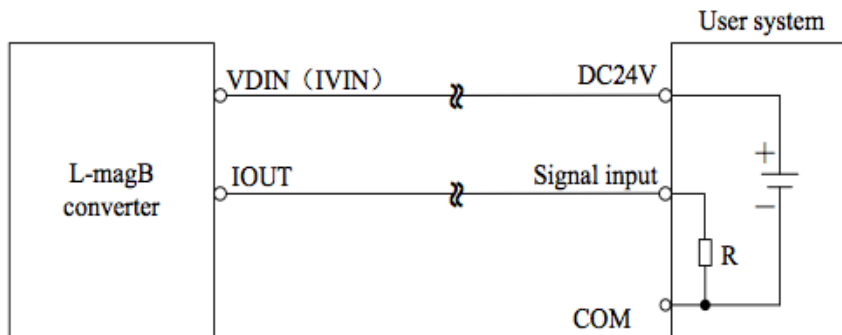 User system
VDIN（IVIN）
DC24V
L-magB
converter
IOUT
Signal input
+
−
R
COM